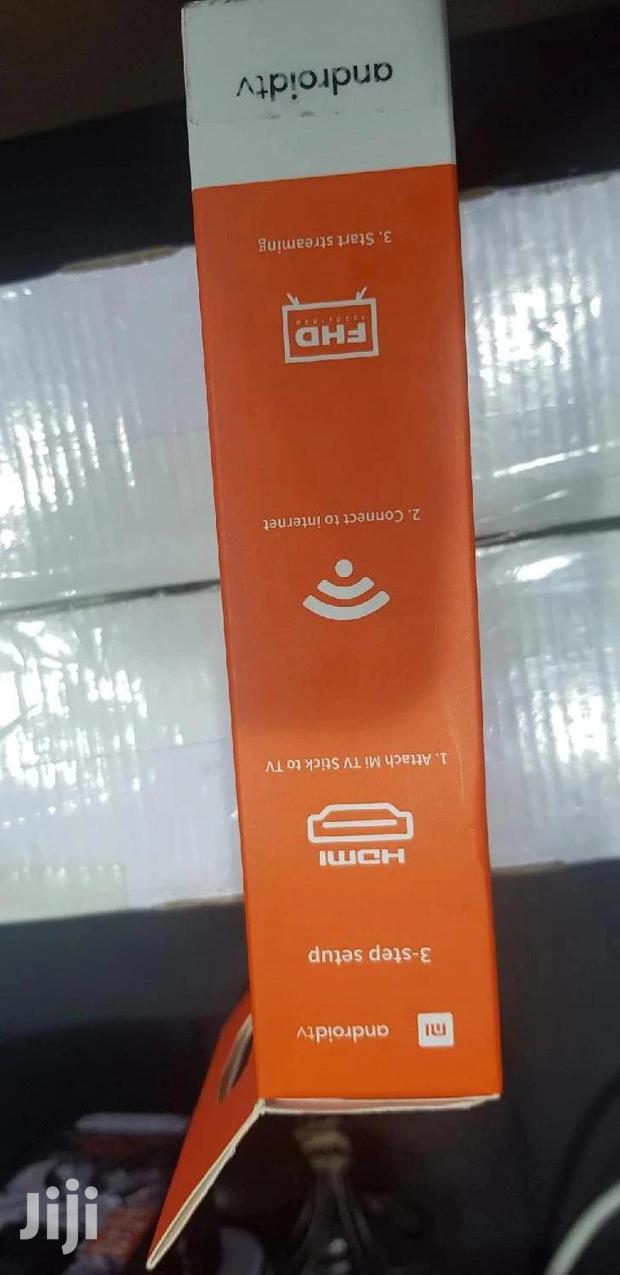 mi androidtv
3-step setup
HDMI
1. Attach Mi TV Stick to TV
2. Connect to internet
FHD
1920x1080
3. Start streaming
androidtv
Jiji